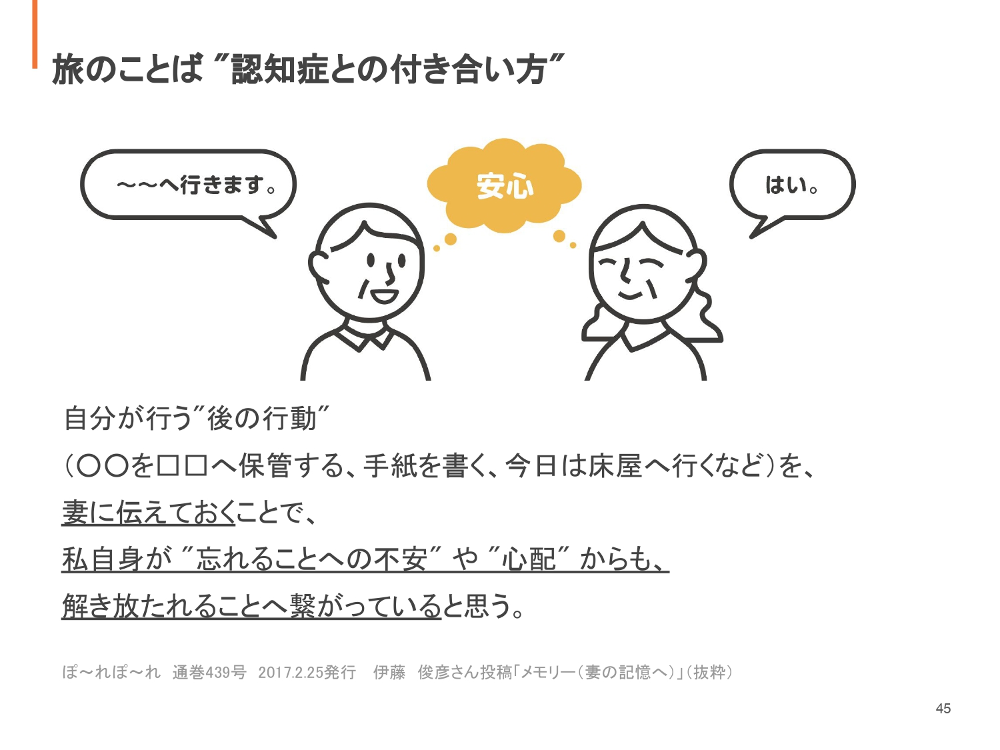 旅のことば ″認知症との付き合い方″
～～へ行きます。
安心
はい。
自分が行う″後の行動″
（〇〇を□□へ保管する、手紙を書く、今日は床屋へ行くなど）を、
妻に伝えておくことで、
私自身が ″忘れることへの不安″ や ″心配″ からも、
解き放たれることへ繋がっていると思う。
ぽ～れぽ～れ 通巻439号 2017.2.25発行　伊藤 俊彦さん投稿「メモリー（妻の記憶へ）」（抜粋）
45